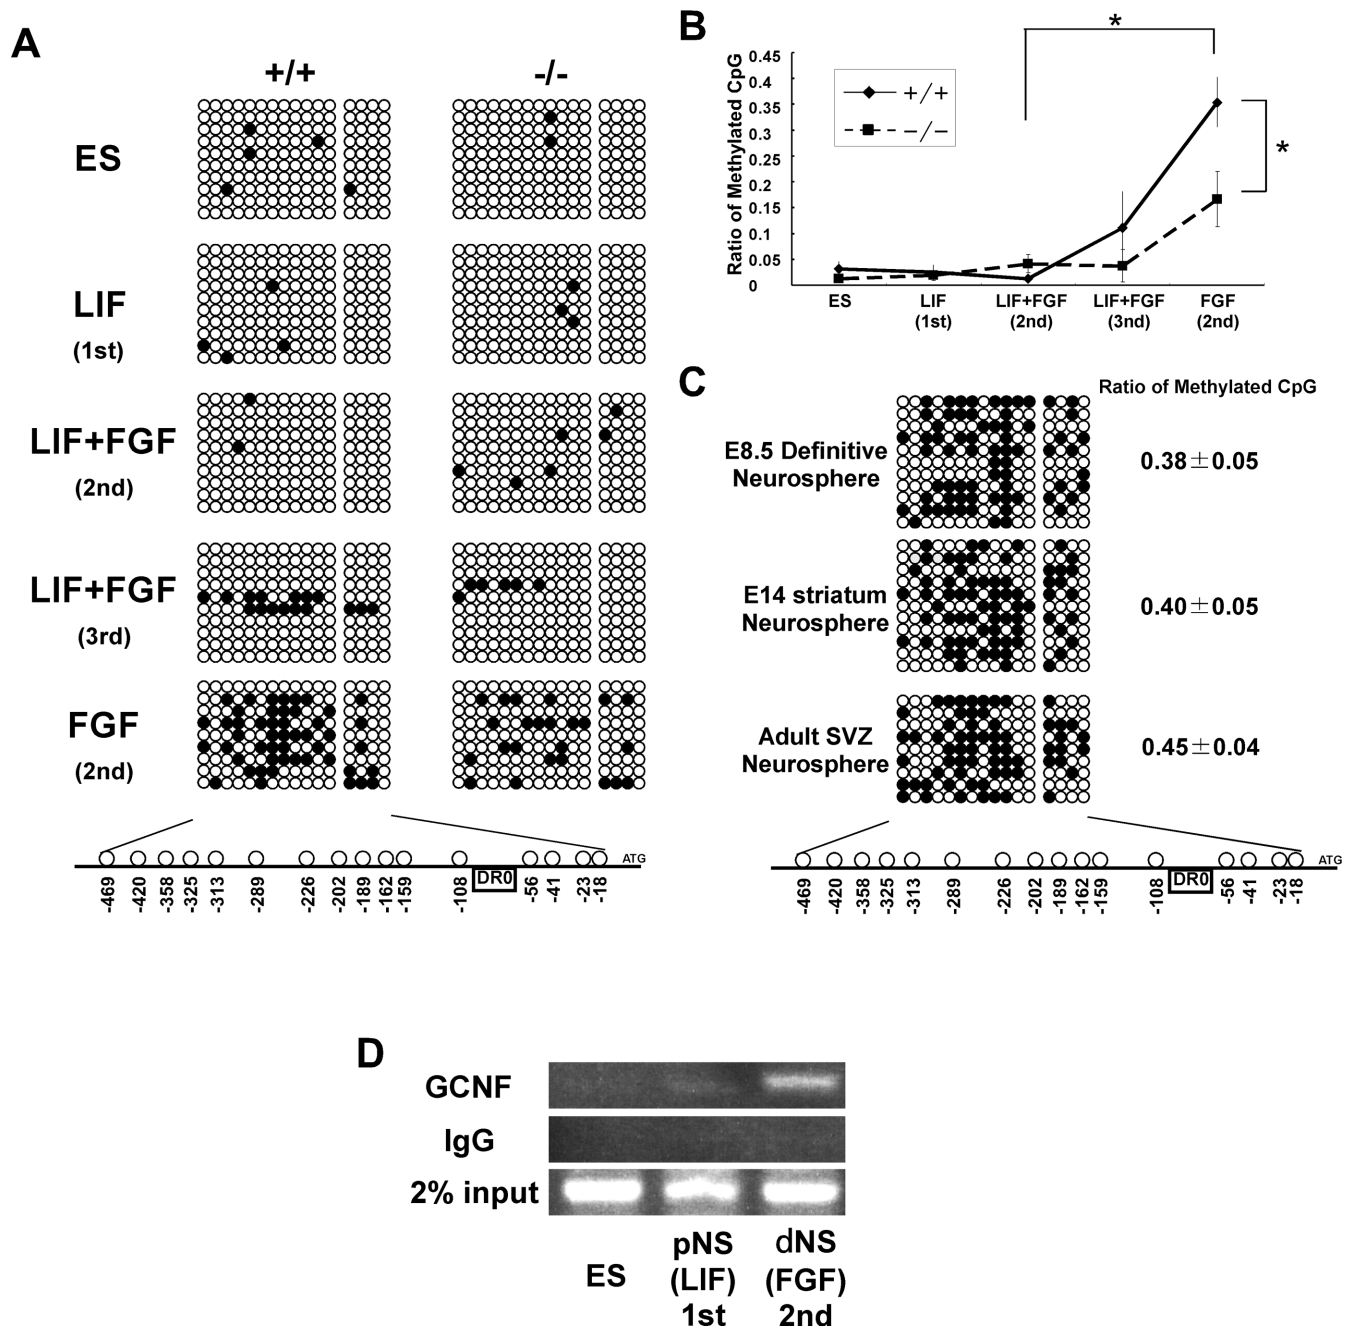 A
+/+ -/-
ES
LIF
(1st)
LIF+FGF
(2nd)
LIF+FGF
(3rd)
FGF
(2nd)
ATG
DR0
-469 -420 -358 -325 -313 -289 -226 -202 -189 -162 -159 -108 -56 -41 -23 -18
B
*
*
Ratio of Methylated CpG
0.45
0.4
0.35
0.3
0.25
0.2
0.15
0.1
0.05
0
+/+
-/-
ES LIF LIF+FGF LIF+FGF FGF
(1st) (2nd) (3nd) (2nd)
C
Ratio of Methylated CpG
E8.5 Definitive
Neurosphere
0.38±0.05
E14 striatum
Neurosphere
0.40±0.05
Adult SVZ
Neurosphere
0.45±0.04
ATG
DR0
-469 -420 -358 -325 -313 -289 -226 -202 -189 -162 -159 -108 -56 -41 -23 -18
D
GCNF
IgG
2% input
ES
pNS
(LIF)
1st
dNS
(FGF)
2nd